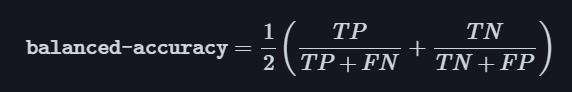 balanced-accuracy = 1/2 ( TP / (TP + FN) + TN / (TN + FP) )